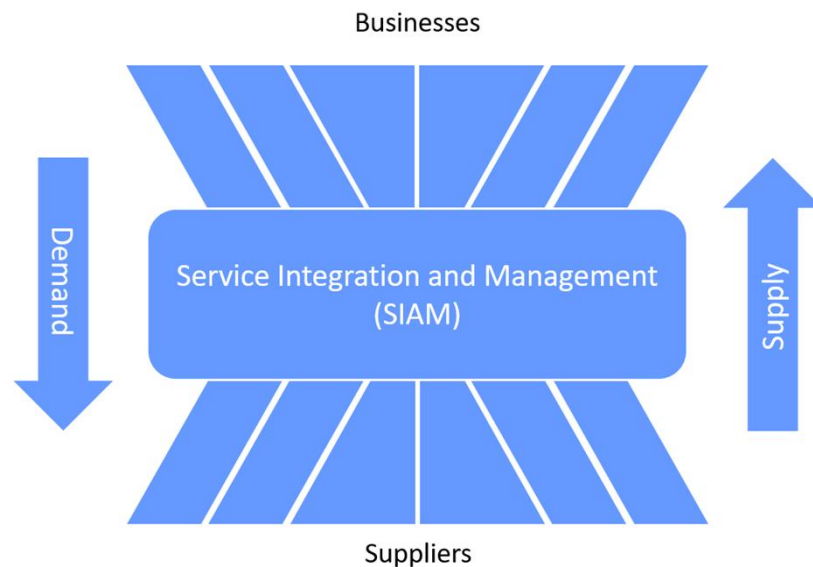 Businesses
Demand
Service Integration and Management
(SIAM)
Supply
Suppliers